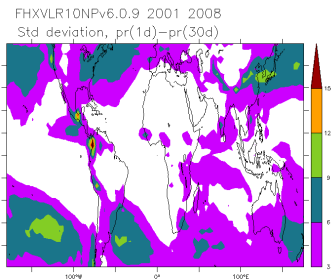 FHXVLR10NPv6.0.9 2001 2008
Std deviation, pr(1d)-pr(30d)
15
12
9
6
3
100°W 0° 100°E